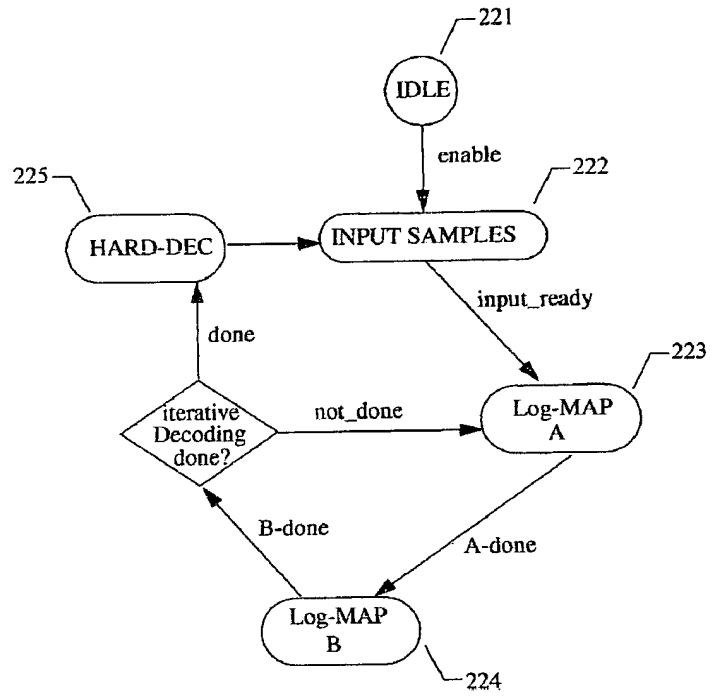 221
IDLE
enable
225
222
HARD-DEC
INPUT SAMPLES
input_ready
done
223
iterative
Decoding
done?
not_done
Log-MAP
A
B-done
A-done
Log-MAP
B
224